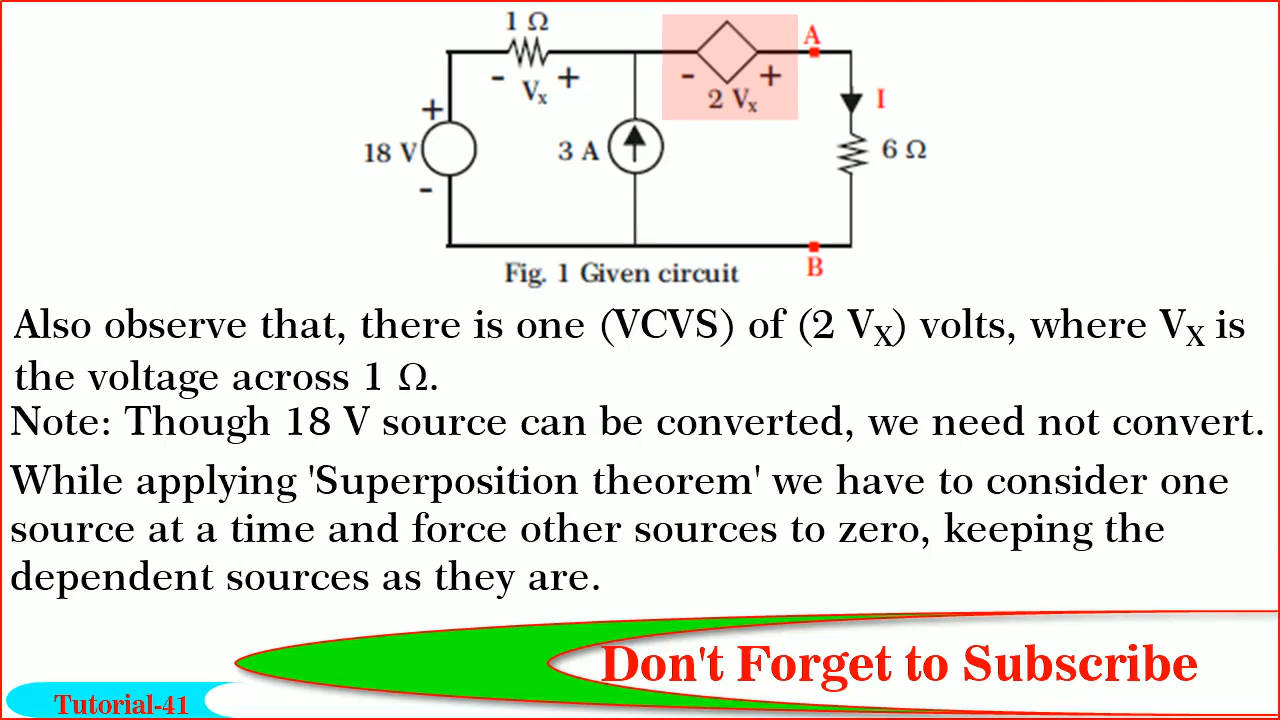 1 Ω
A
- Vx +
- +
2 Vx
I
+
18 V
3 A
6 Ω
-
Fig. 1 Given circuit
B
Also observe that, there is one (VCVS) of (2 VX) volts, where VX is
the voltage across 1 Ω.
Note: Though 18 V source can be converted, we need not convert.
While applying 'Superposition theorem' we have to consider one
source at a time and force other sources to zero, keeping the
dependent sources as they are.
Don't Forget to Subscribe
Tutorial-41